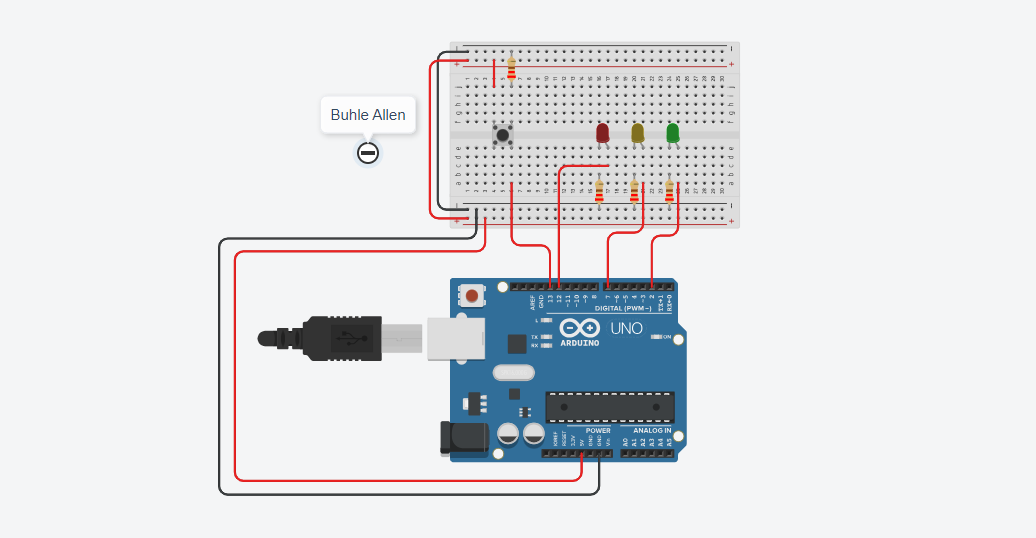 Buhle Allen
j
i
h
g
f
e
d
c
b
a
AREF
GND
13
12
~11
~10
~9
8
7
~6
~5
4
~3
2
TX→1
RX←0
DIGITAL (PWM~)
L
TX
RX
ARDUINO
UNO
ON
IOREF
RESET
3.3V
5V
GND
GND
Vin
POWER
ANALOG IN
A0
A1
A2
A3
A4
A5